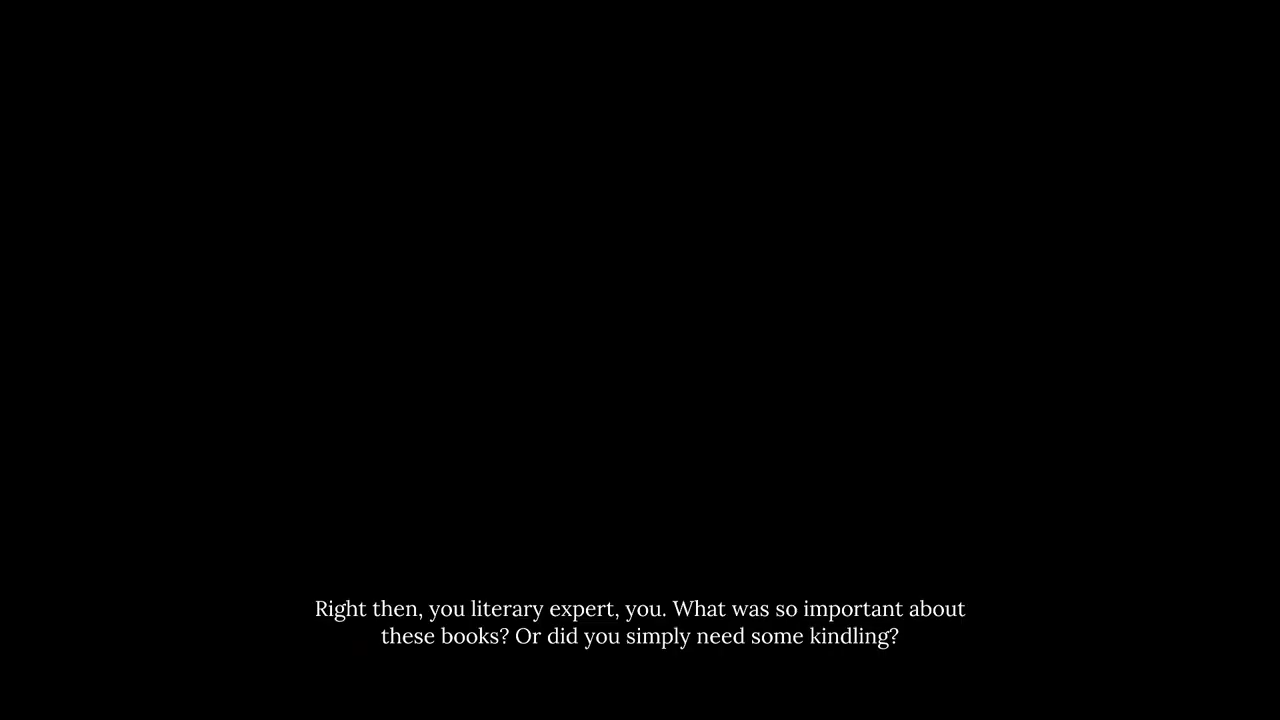 Right then, you literary expert, you. What was so important about
these books? Or did you simply need some kindling?